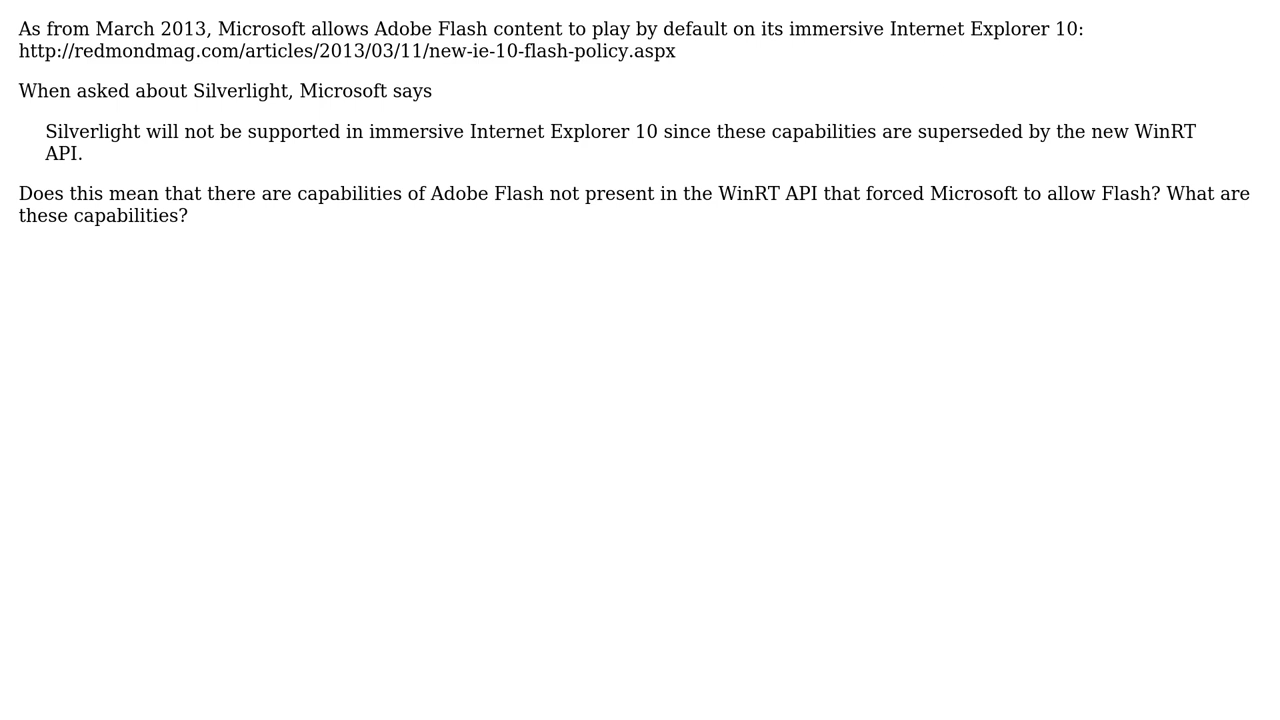 As from March 2013, Microsoft allows Adobe Flash content to play by default on its immersive Internet Explorer 10:
http://redmondmag.com/articles/2013/03/11/new-ie-10-flash-policy.aspx
When asked about Silverlight, Microsoft says
Silverlight will not be supported in immersive Internet Explorer 10 since these capabilities are superseded by the new WinRT
API.
Does this mean that there are capabilities of Adobe Flash not present in the WinRT API that forced Microsoft to allow Flash? What are
these capabilities?